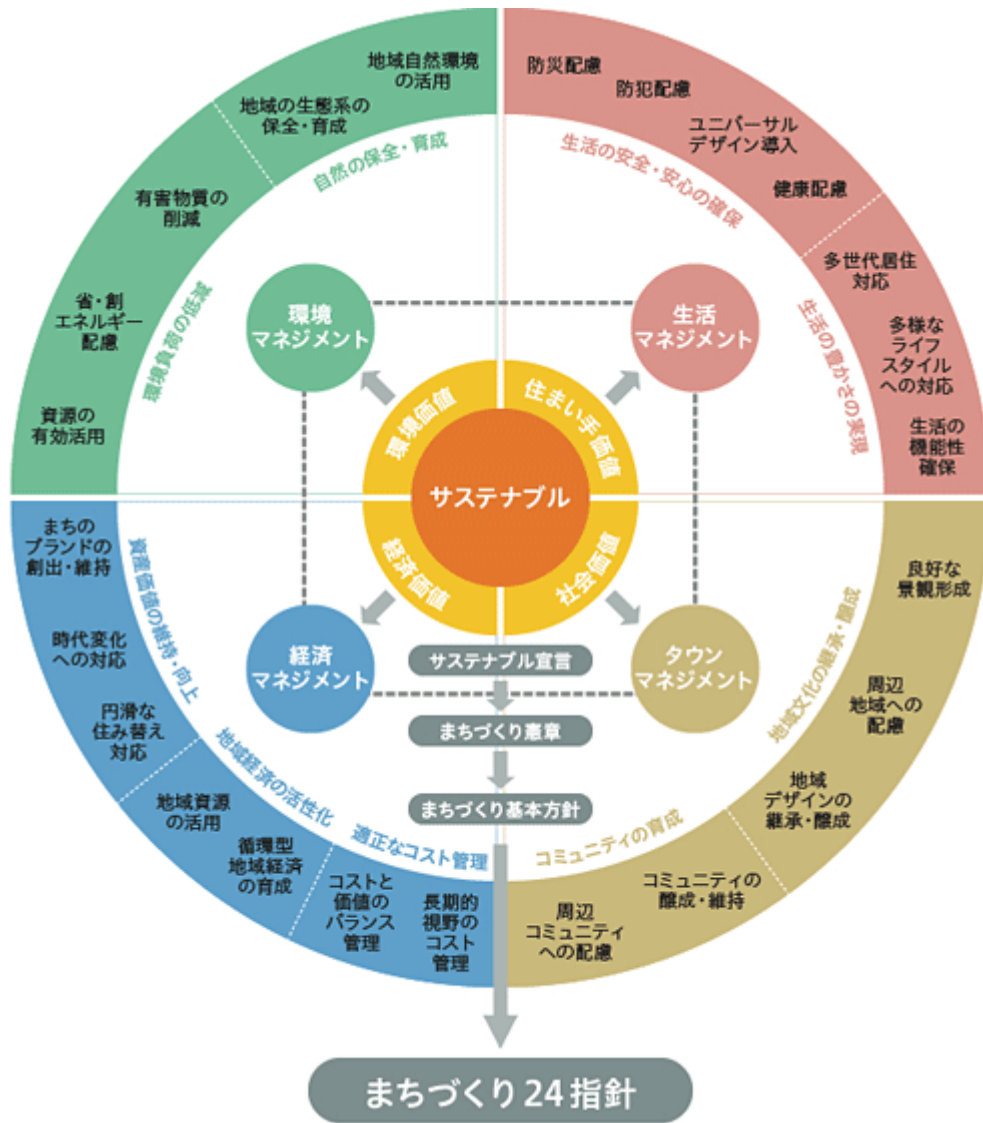 地域自然環境
の活用
地域の生態系の
保全・育成
有害物質の
削減
省・創
エネルギー
配慮
資源の
有効活用
自然の保全・育成
環境負荷の低減
環境
マネジメント
環境価値
防災配慮
防犯配慮
ユニバーサル
デザイン導入
健康配慮
多世代居住
対応
多様な
ライフ
スタイル
への対応
生活の
機能性
確保
生活の安全・安心の確保
生活の豊かさの実現
生活
マネジメント
住まい手価値
サステナブル
まちの
ブランドの
創出・維持
時代変化
への対応
円滑な
住み替え
対応
地域資源
の活用
循環型
地域経済
の育成
コストと
価値の
バランス
管理
長期的
視野の
コスト
管理
資産価値の維持・向上
地域経済の活性化
適正なコスト管理
経済
マネジメント
経済価値
良好な
景観形成
周辺
地域への
配慮
地域
デザインの
継承・醸成
コミュニティの
醸成・維持
周辺
コミュニティ
への配慮
地域文化の継承・醸成
コミュニティの育成
タウン
マネジメント
社会価値
サステナブル宣言
まちづくり憲章
まちづくり基本方針
まちづくり24指針